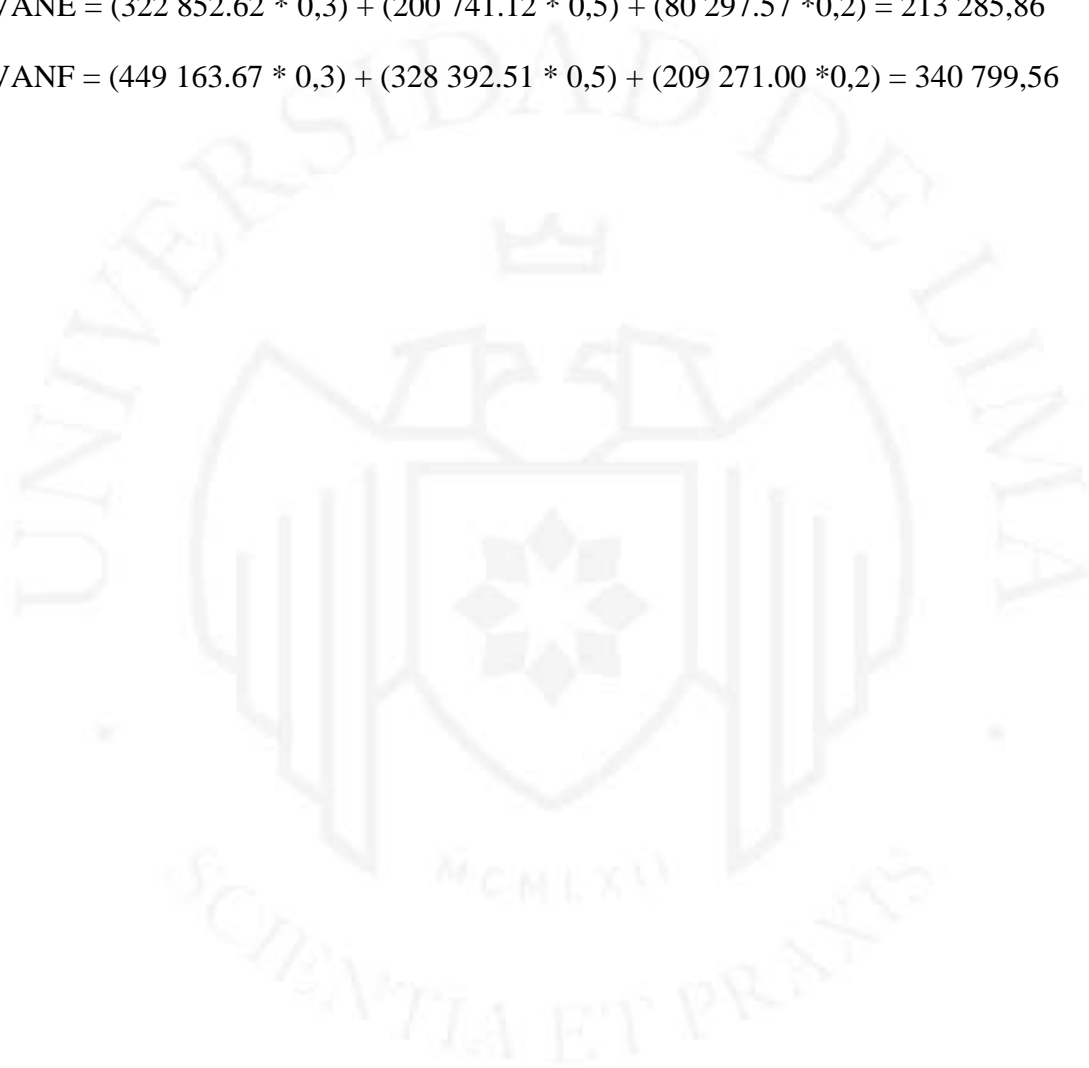 VANE = (322 852.62 * 0,3) + (200 741.12 * 0,5) + (80 297.57 *0,2) = 213 285,86
VANF = (449 163.67 * 0,3) + (328 392.51 * 0,5) + (209 271.00 *0,2) = 340 799,56
UNIVERSIDAD DE LIMA
MCMLXII
SCIENTIA ET PRAXIS